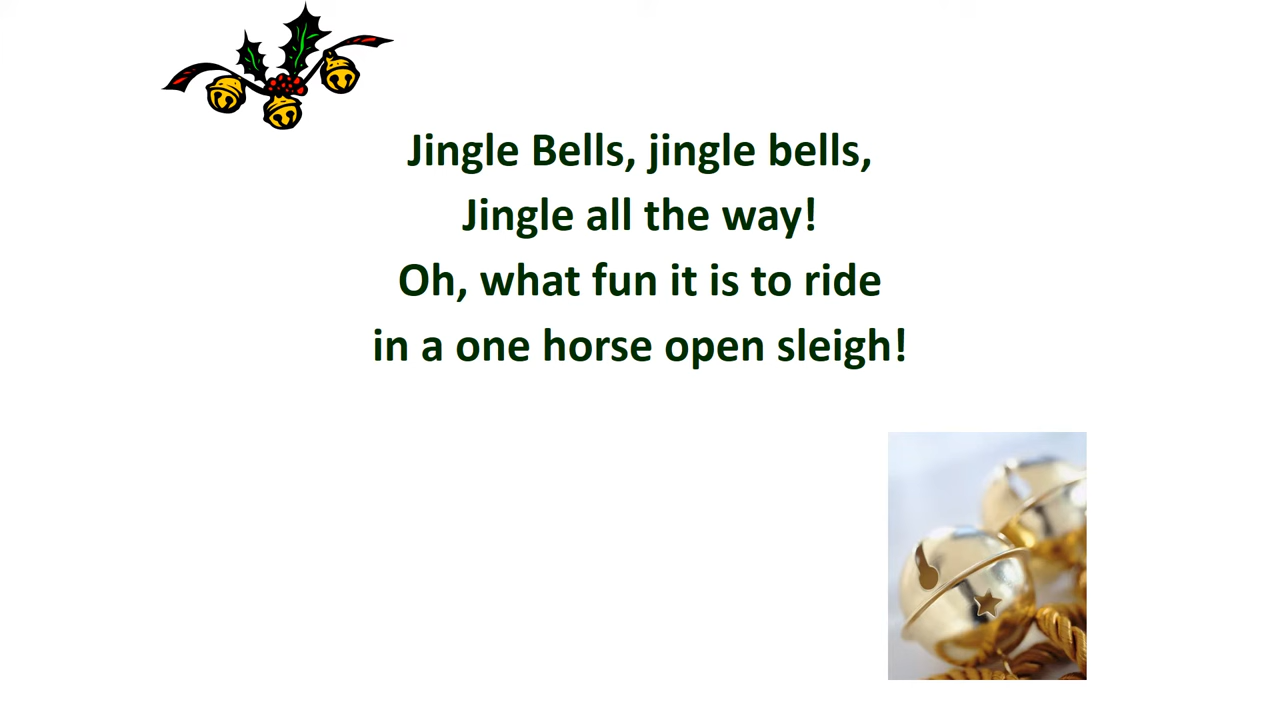 Jingle Bells, jingle bells,
Jingle all the way!
Oh, what fun it is to ride
in a one horse open sleigh!